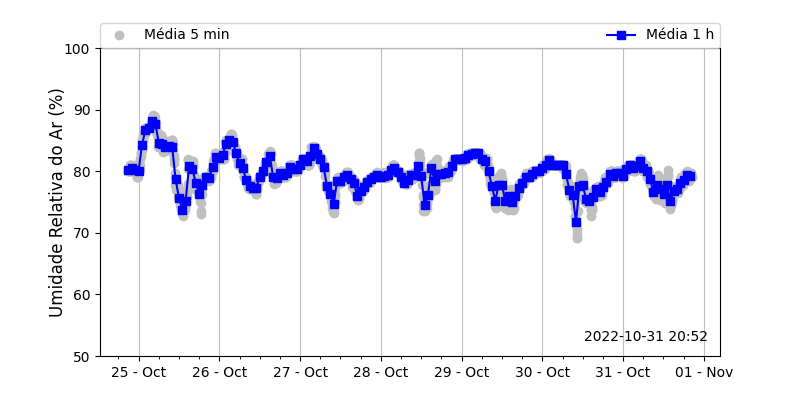 Média 5 min
Média 1 h
Umidade Relativa do Ar (%)
100
90
80
70
60
50
2022-10-31 20:52
25 - Oct
26 - Oct
27 - Oct
28 - Oct
29 - Oct
30 - Oct
31 - Oct
01 - Nov